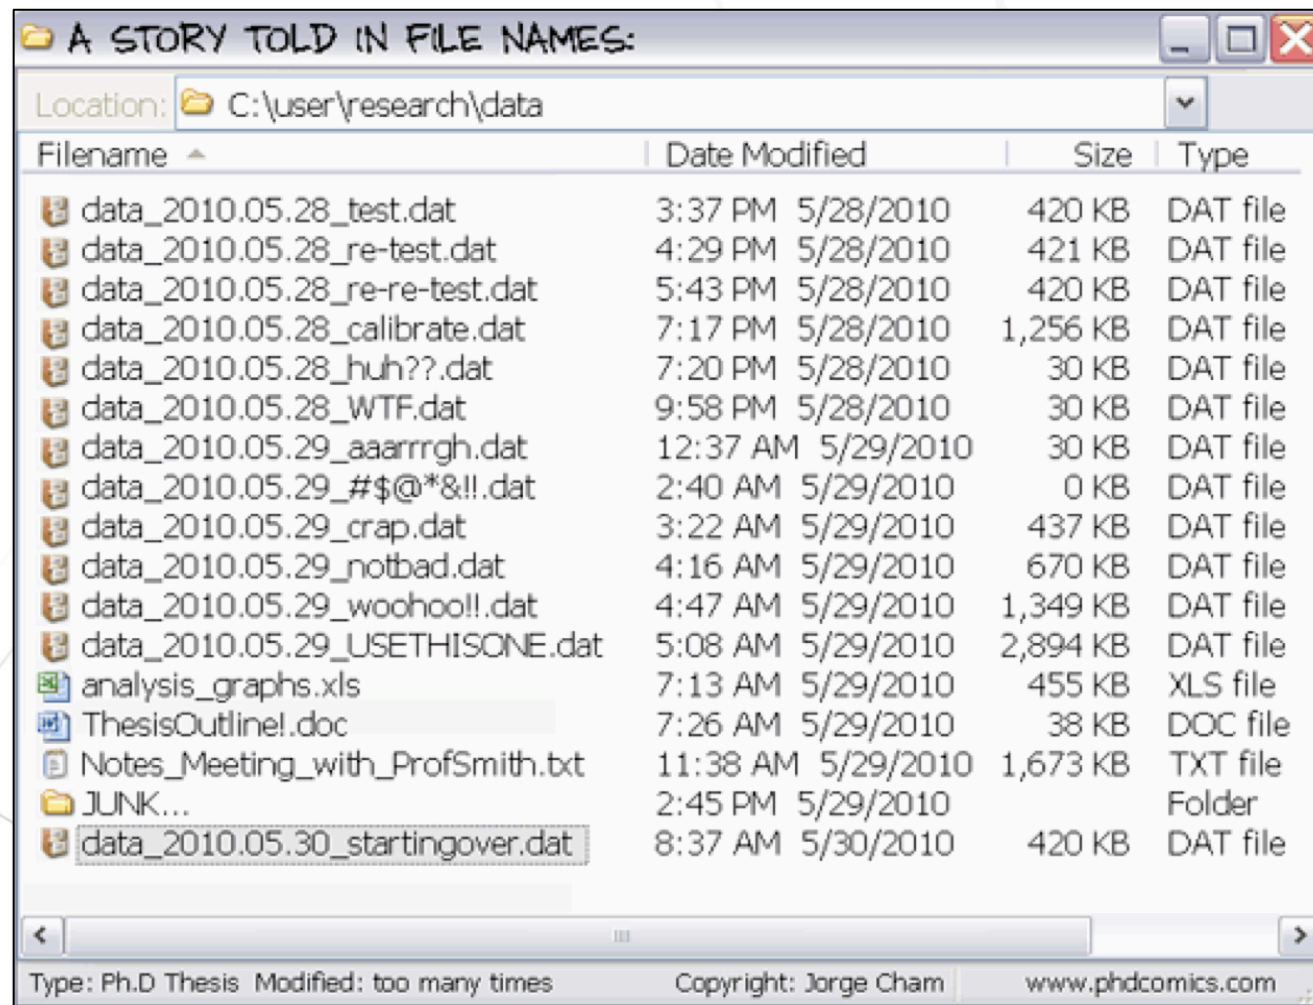 A STORY TOLD IN FILE NAMES:
Location: C:\user\research\data
Filename Date Modified Size Type
data_2010.05.28_test.dat 3:37 PM 5/28/2010 420 KB DAT file
data_2010.05.28_re-test.dat 4:29 PM 5/28/2010 421 KB DAT file
data_2010.05.28_re-re-test.dat 5:43 PM 5/28/2010 420 KB DAT file
data_2010.05.28_calibrate.dat 7:17 PM 5/28/2010 1,256 KB DAT file
data_2010.05.28_huh??.dat 7:20 PM 5/28/2010 30 KB DAT file
data_2010.05.28_WTF.dat 9:58 PM 5/28/2010 30 KB DAT file
data_2010.05.29_aaarrrgh.dat 12:37 AM 5/29/2010 30 KB DAT file
data_2010.05.29_#$@*&!!.dat 2:40 AM 5/29/2010 0 KB DAT file
data_2010.05.29_crap.dat 3:22 AM 5/29/2010 437 KB DAT file
data_2010.05.29_notbad.dat 4:16 AM 5/29/2010 670 KB DAT file
data_2010.05.29_woohoo!!.dat 4:47 AM 5/29/2010 1,349 KB DAT file
data_2010.05.29_USETHISONE.dat 5:08 AM 5/29/2010 2,894 KB DAT file
analysis_graphs.xls 7:13 AM 5/29/2010 455 KB XLS file
ThesisOutline!.doc 7:26 AM 5/29/2010 38 KB DOC file
Notes_Meeting_with_ProfSmith.txt 11:38 AM 5/29/2010 1,673 KB TXT file
JUNK... 2:45 PM 5/29/2010 Folder
data_2010.05.30_startingover.dat 8:37 AM 5/30/2010 420 KB DAT file
Type: Ph.D Thesis Modified: too many times Copyright: Jorge Cham www.phdcomics.com